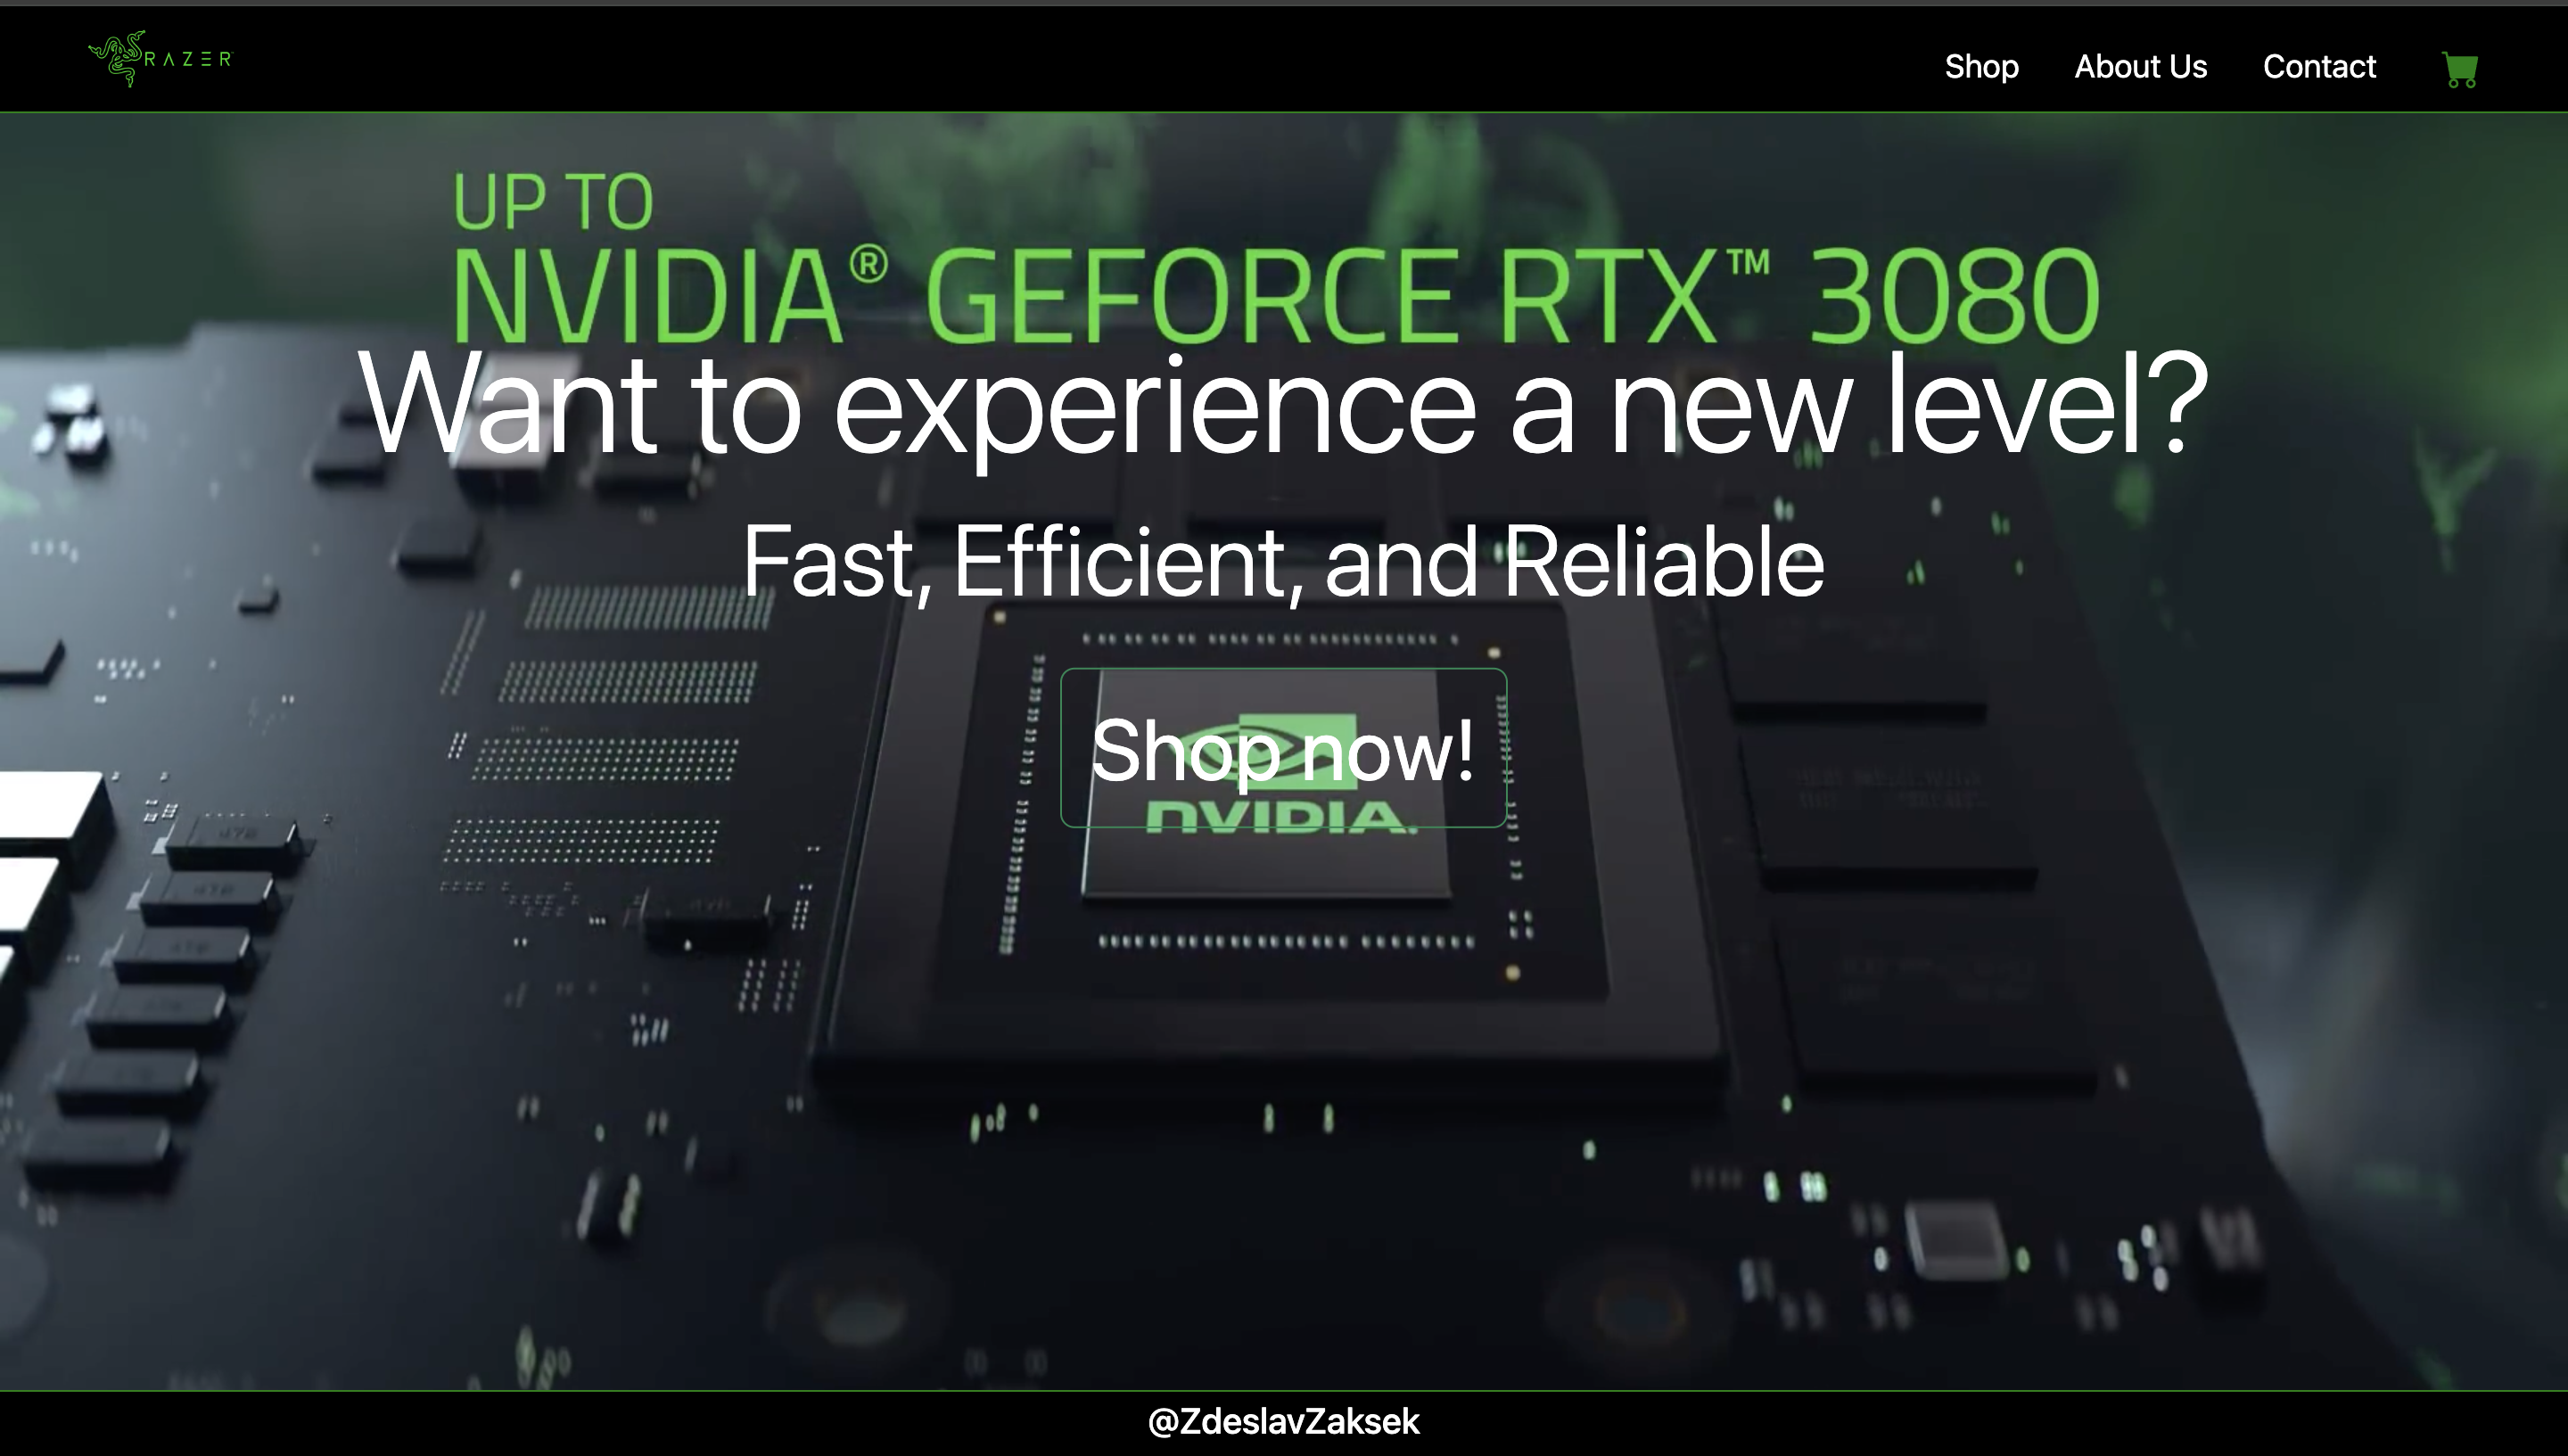 RAZER
Shop
About Us
Contact
UP TO
NVIDIA® GEFORCE RTX™ 3080
Want to experience a new level?
Fast, Efficient, and Reliable
Shop now!
NVIDIA.
@ZdeslavZaksek